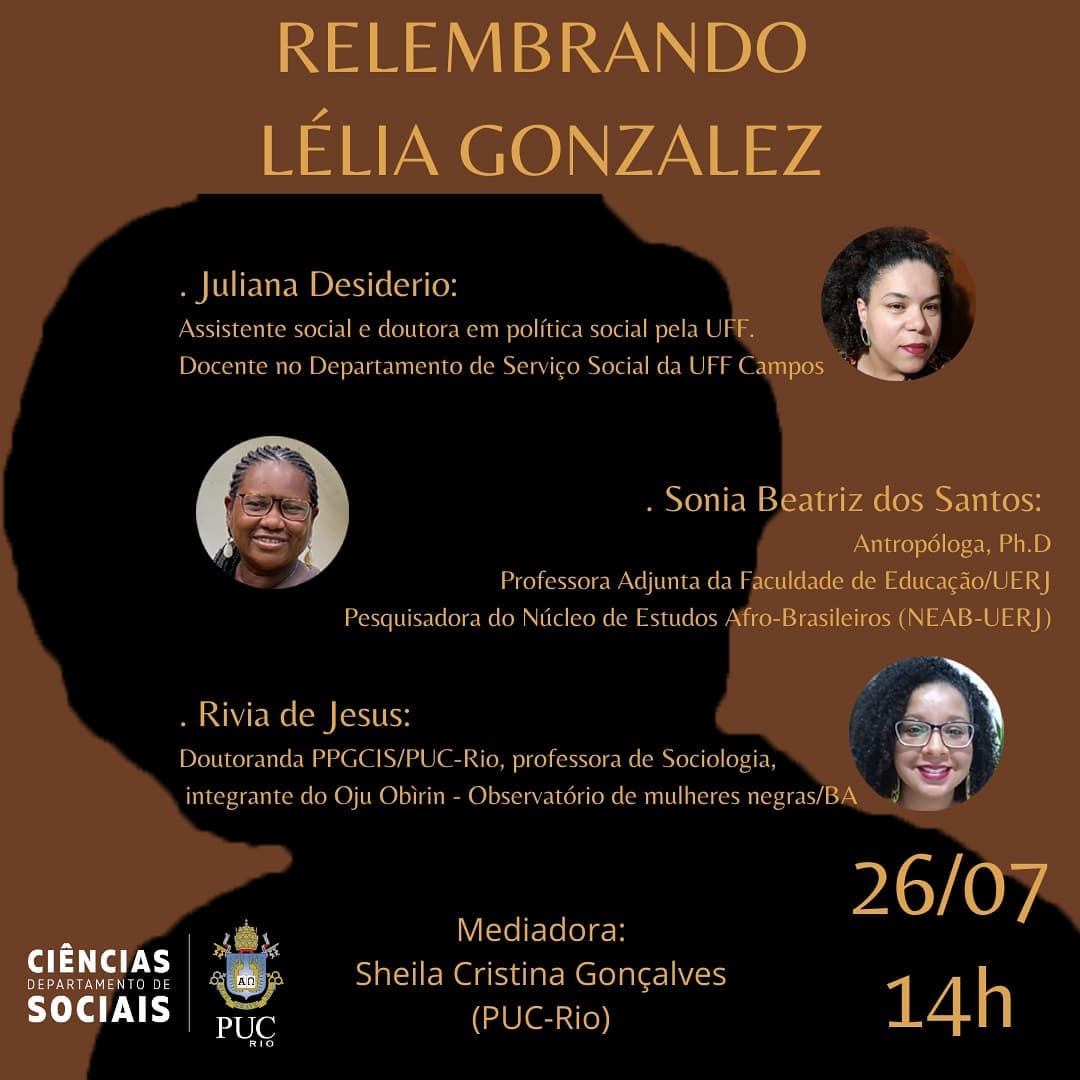 RELEMBRANDO
LÉLIA GONZALEZ
. Juliana Desiderio:
Assistente social e doutora em política social pela UFF.
Docente no Departamento de Serviço Social da UFF Campos
. Sonia Beatriz dos Santos:
Antropóloga, Ph.D
Professora Adjunta da Faculdade de Educação/UERJ
Pesquisadora do Núcleo de Estudos Afro-Brasileiros (NEAB-UERJ)
. Rivia de Jesus:
Doutoranda PPGCIS/PUC-Rio, professora de Sociologia,
integrante do Oju Obìrin - Observatório de mulheres negras/BA
26/07
14h
Mediadora:
Sheila Cristina Gonçalves
(PUC-Rio)
CIÊNCIAS
DEPARTAMENTO DE
SOCIAIS
ΑΩ
PUC
RIO